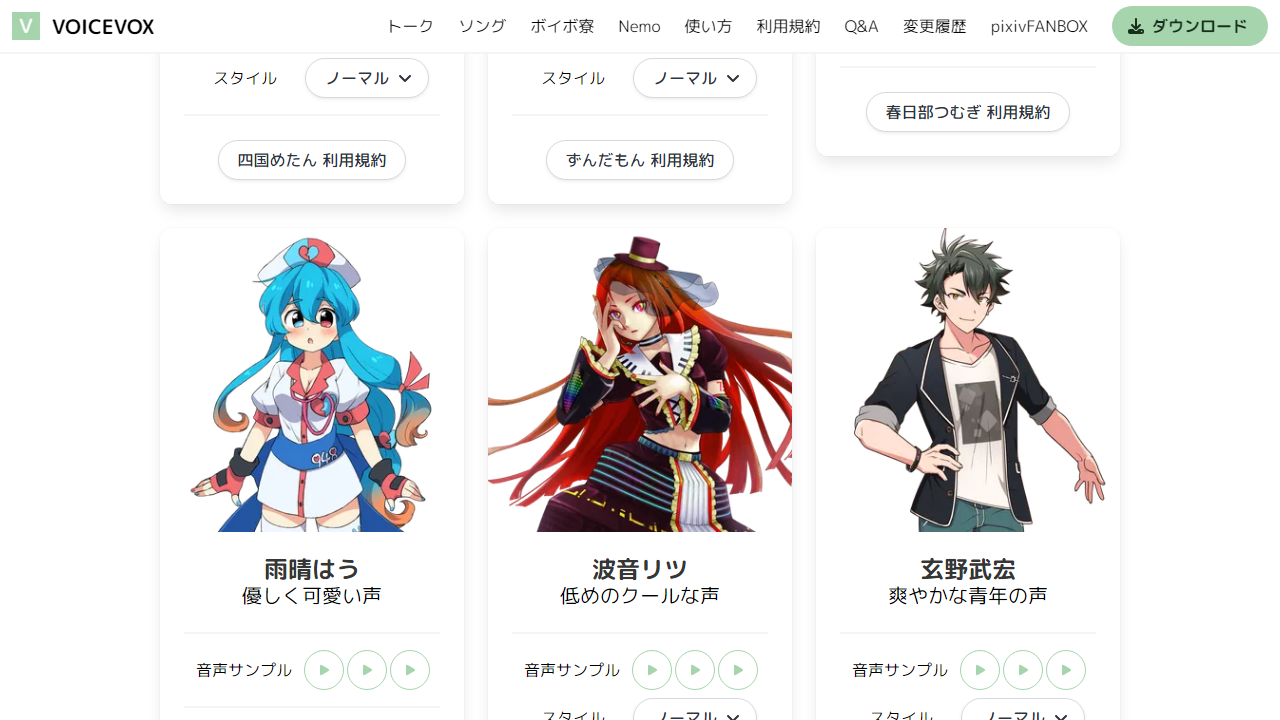 V VOICEVOX トーク ソング ボイボ寮 Nemo 使い方 利用規約 Q&A 変更履歴 pixivFANBOX ダウンロード
スタイル ノーマル
四国めたん 利用規約
スタイル ノーマル
ずんだもん 利用規約
春日部つむぎ 利用規約
雨晴はう
優しく可愛い声
音声サンプル
波音リツ
低めのクールな声
音声サンプル
スタイル ノーマル
玄野武宏
爽やかな青年の声
音声サンプル
スタイル ノーマル